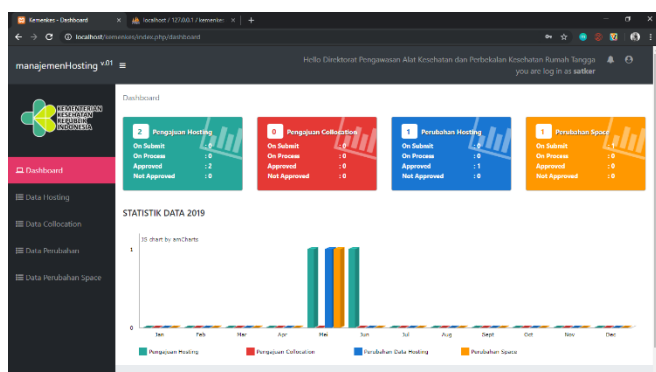 Kemenkes - Dashboard
localhost / 127.0.0.1 / kemenkes
localhost/kemenkes/index.php/dashboard
manajemenHosting v.01
Hello Direktorat Pengawasan Alat Kesehatan dan Perbekalan Kesehatan Rumah Tangga
you are log in as satker
KEMENTERIAN
KESEHATAN
REPUBLIK
INDONESIA
Dashboard
Data Hosting
Data Collocation
Data Perubahan
Data Perubahan Space
Dashboard
2 Pengajuan Hosting
On Submit : 0
On Process : 0
Approved : 2
Not Approved : 0
0 Pengajuan Collocation
On Submit : 0
On Process : 0
Approved : 0
Not Approved : 0
1 Perubahan Hosting
On Submit : 0
On Process : 0
Approved : 1
Not Approved : 0
1 Perubahan Space
On Submit : 1
On Process : 0
Approved : 0
Not Approved : 0
STATISTIK DATA 2019
JS chart by amCharts
1
0
Jan Feb Mar Apr Mei Jun Jul Aug Sept Oct Nov Dec
Pengajuan Hosting Pengajuan Collocation Perubahan Data Hosting Perubahan Space